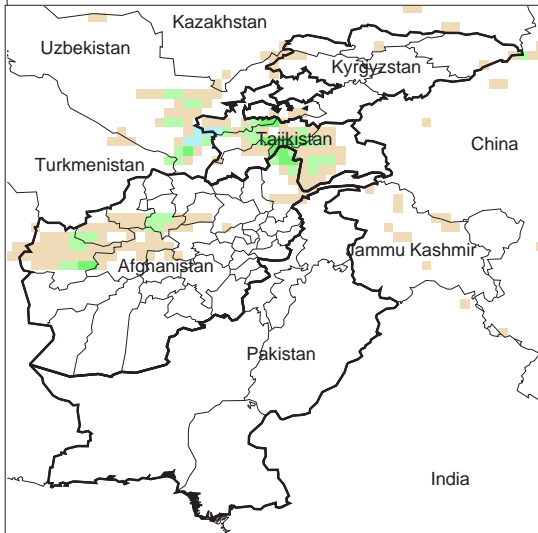 Kazakhstan
Uzbekistan
Kyrgyzstan
Tajikistan
China
Turkmenistan
Jammu Kashmir
Afghanistan
Pakistan
India